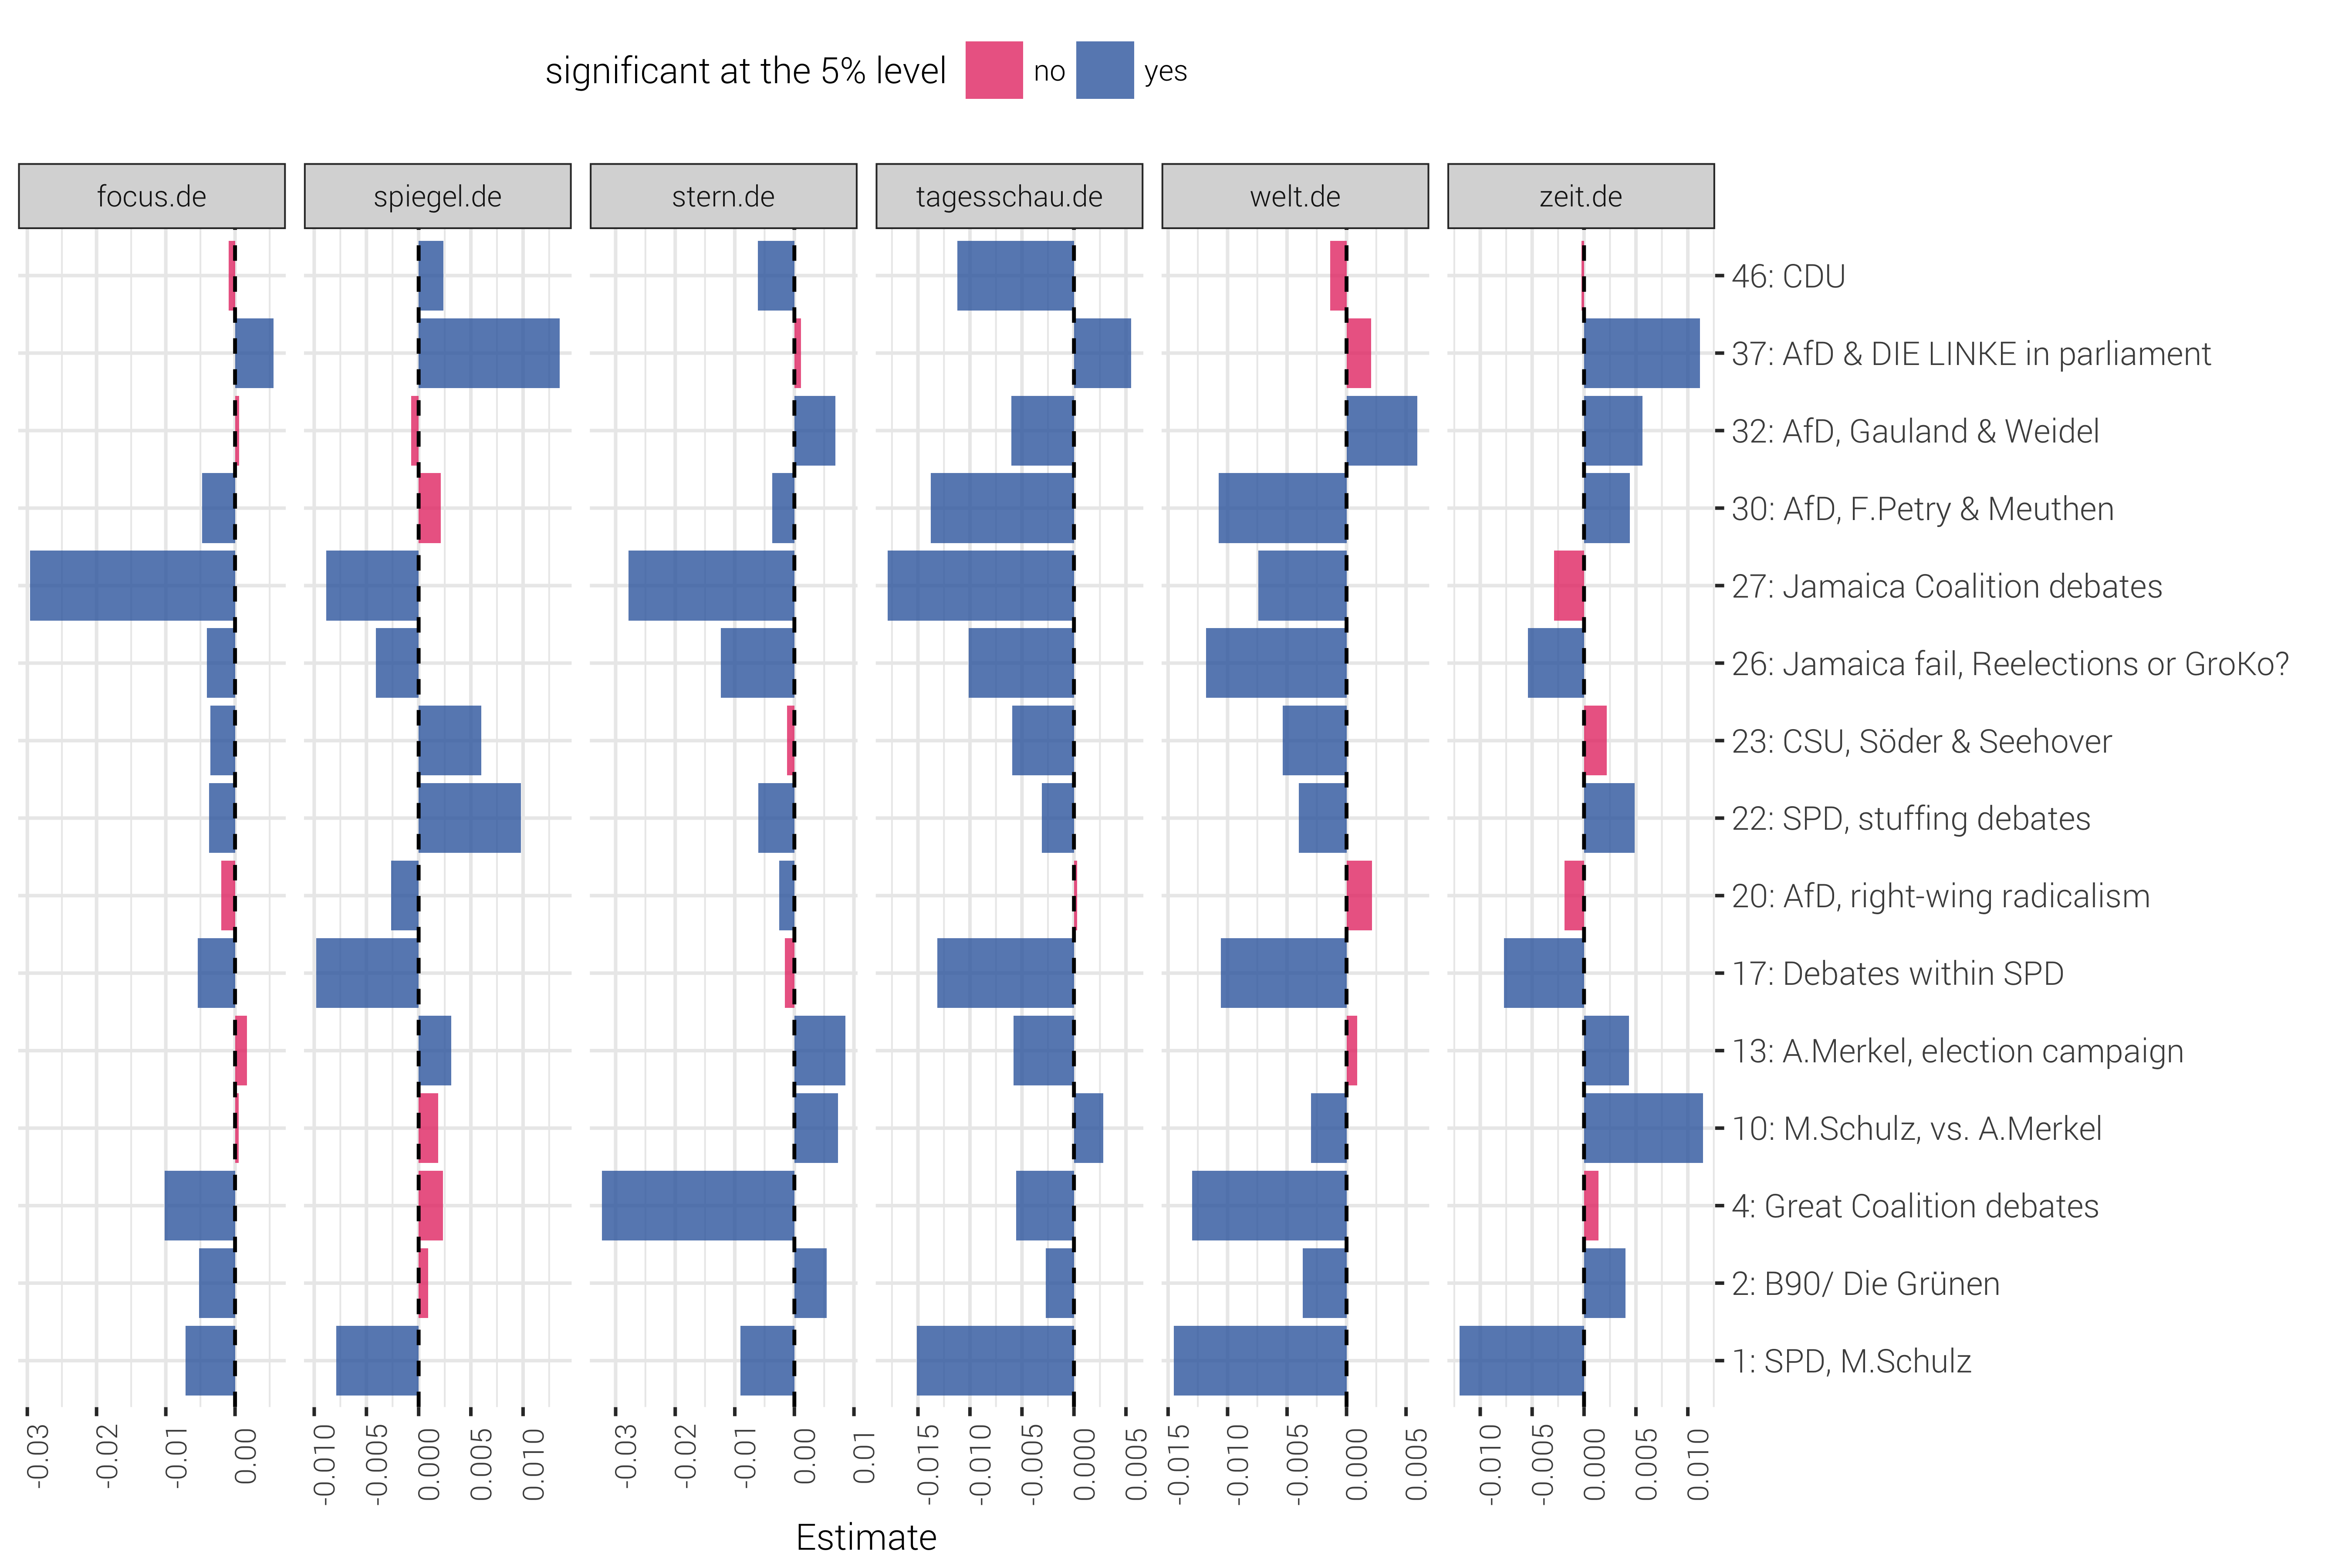 significant at the 5% level no yes
focus.de spiegel.de stern.de tagesschau.de welt.de zeit.de
46: CDU
37: AfD & DIE LINKE in parliament
32: AfD, Gauland & Weidel
30: AfD, F.Petry & Meuthen
27: Jamaica Coalition debates
26: Jamaica fail, Reelections or GroKo?
23: CSU, Söder & Seehover
22: SPD, stuffing debates
20: AfD, right-wing radicalism
17: Debates within SPD
13: A.Merkel, election campaign
10: M.Schulz, vs. A.Merkel
4: Great Coalition debates
2: B90/ Die Grünen
1: SPD, M.Schulz
-0.03 -0.02 -0.01 0.00 -0.010 -0.005 0.000 0.005 0.010 -0.03 -0.02 -0.01 0.00 0.01 -0.015 -0.010 -0.005 0.000 0.005 -0.015 -0.010 -0.005 0.000 0.005 -0.010 -0.005 0.000 0.005 0.010
Estimate